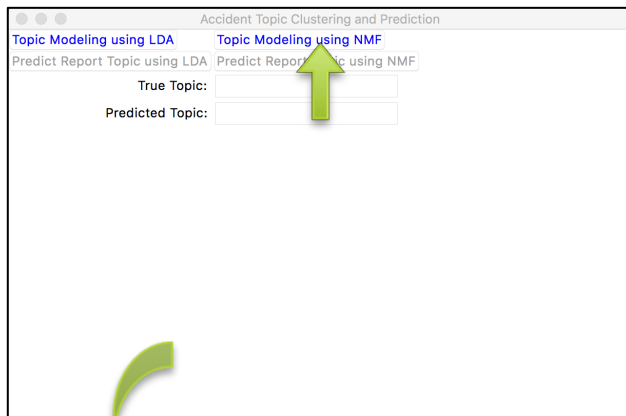 Accident Topic Clustering and Prediction
Topic Modeling using LDA Topic Modeling using NMF
Predict Report Topic using LDA Predict Report using NMF
True Topic:
Predicted Topic: